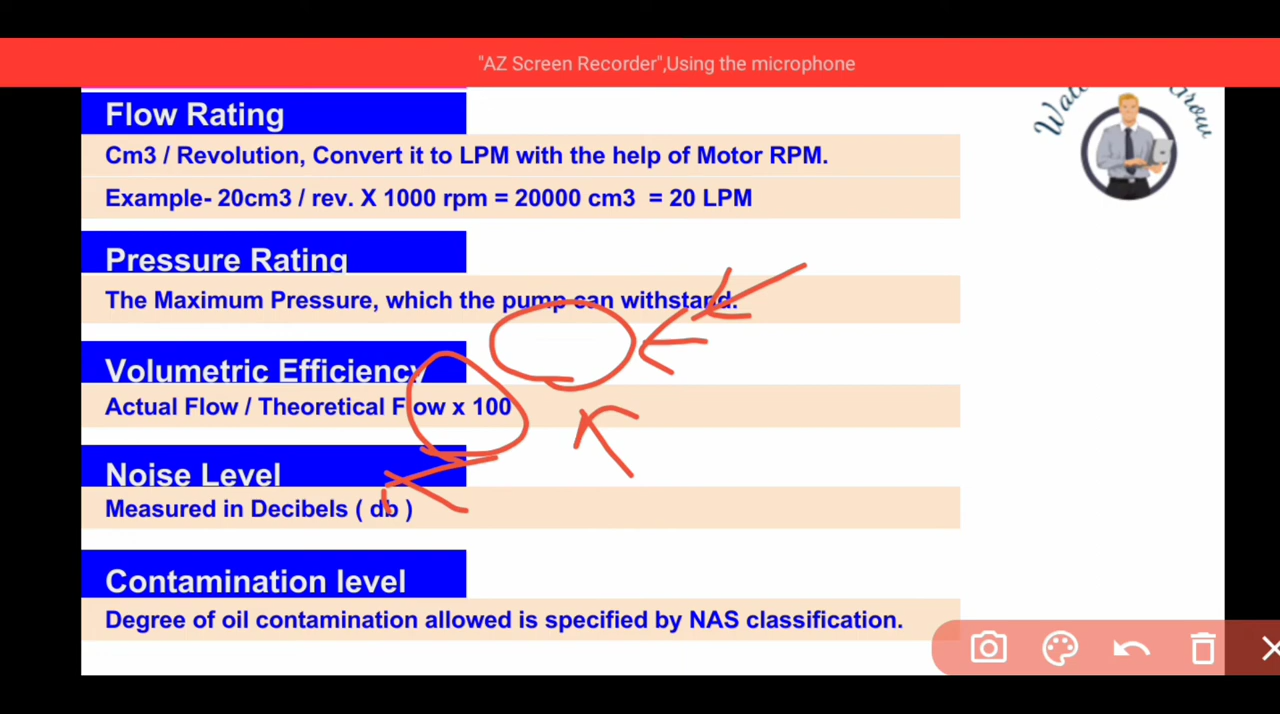 "AZ Screen Recorder",Using the microphone
Flow Rating
Cm3 / Revolution, Convert it to LPM with the help of Motor RPM.
Example- 20cm3 / rev. X 1000 rpm = 20000 cm3 = 20 LPM
Pressure Rating
The Maximum Pressure, which the pump can withstand.
Volumetric Efficiency
Actual Flow / Theoretical Flow x 100
Noise Level
Measured in Decibels ( db )
Contamination level
Degree of oil contamination allowed is specified by NAS classification.